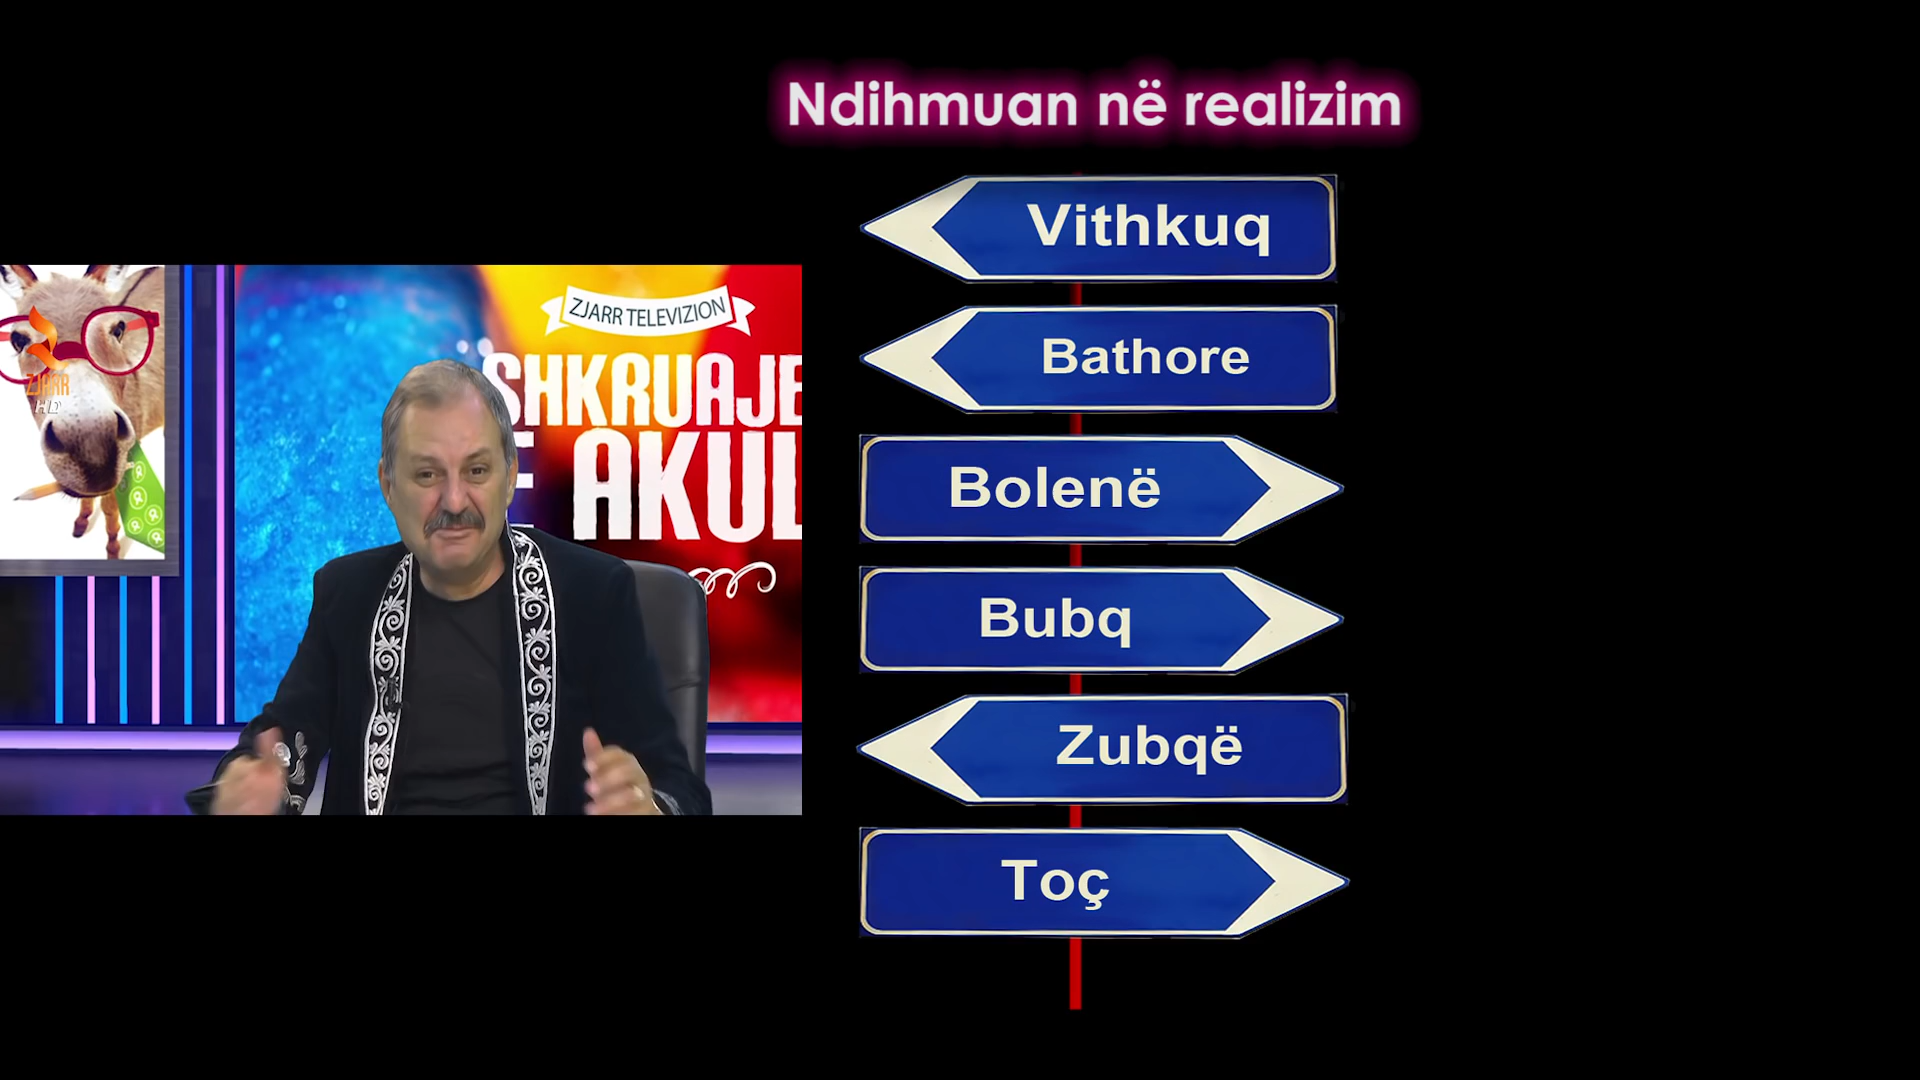 Ndihmuan në realizim
Vithkuq
Bathore
Bolenë
Bubq
Zubqë
Toç
ZJARR TELEVIZION
SHKRUAJE
E AKUL
ZJARR
HD